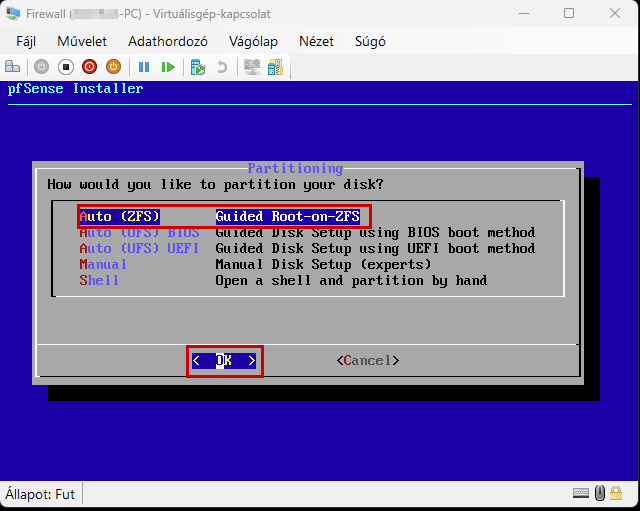 Firewall ( -PC) - Virtuálisgép-kapcsolat
Fájl Művelet Adathordozó Vágólap Nézet Súgó
pfSense Installer
Partitioning
How would you like to partition your disk?
Auto (ZFS) Guided Root-on-ZFS
Auto (UFS) BIOS Guided Disk Setup using BIOS boot method
Auto (UFS) UEFI Guided Disk Setup using UEFI boot method
Manual Manual Disk Setup (experts)
Shell Open a shell and partition by hand
< OK > <Cancel>
Állapot: Fut